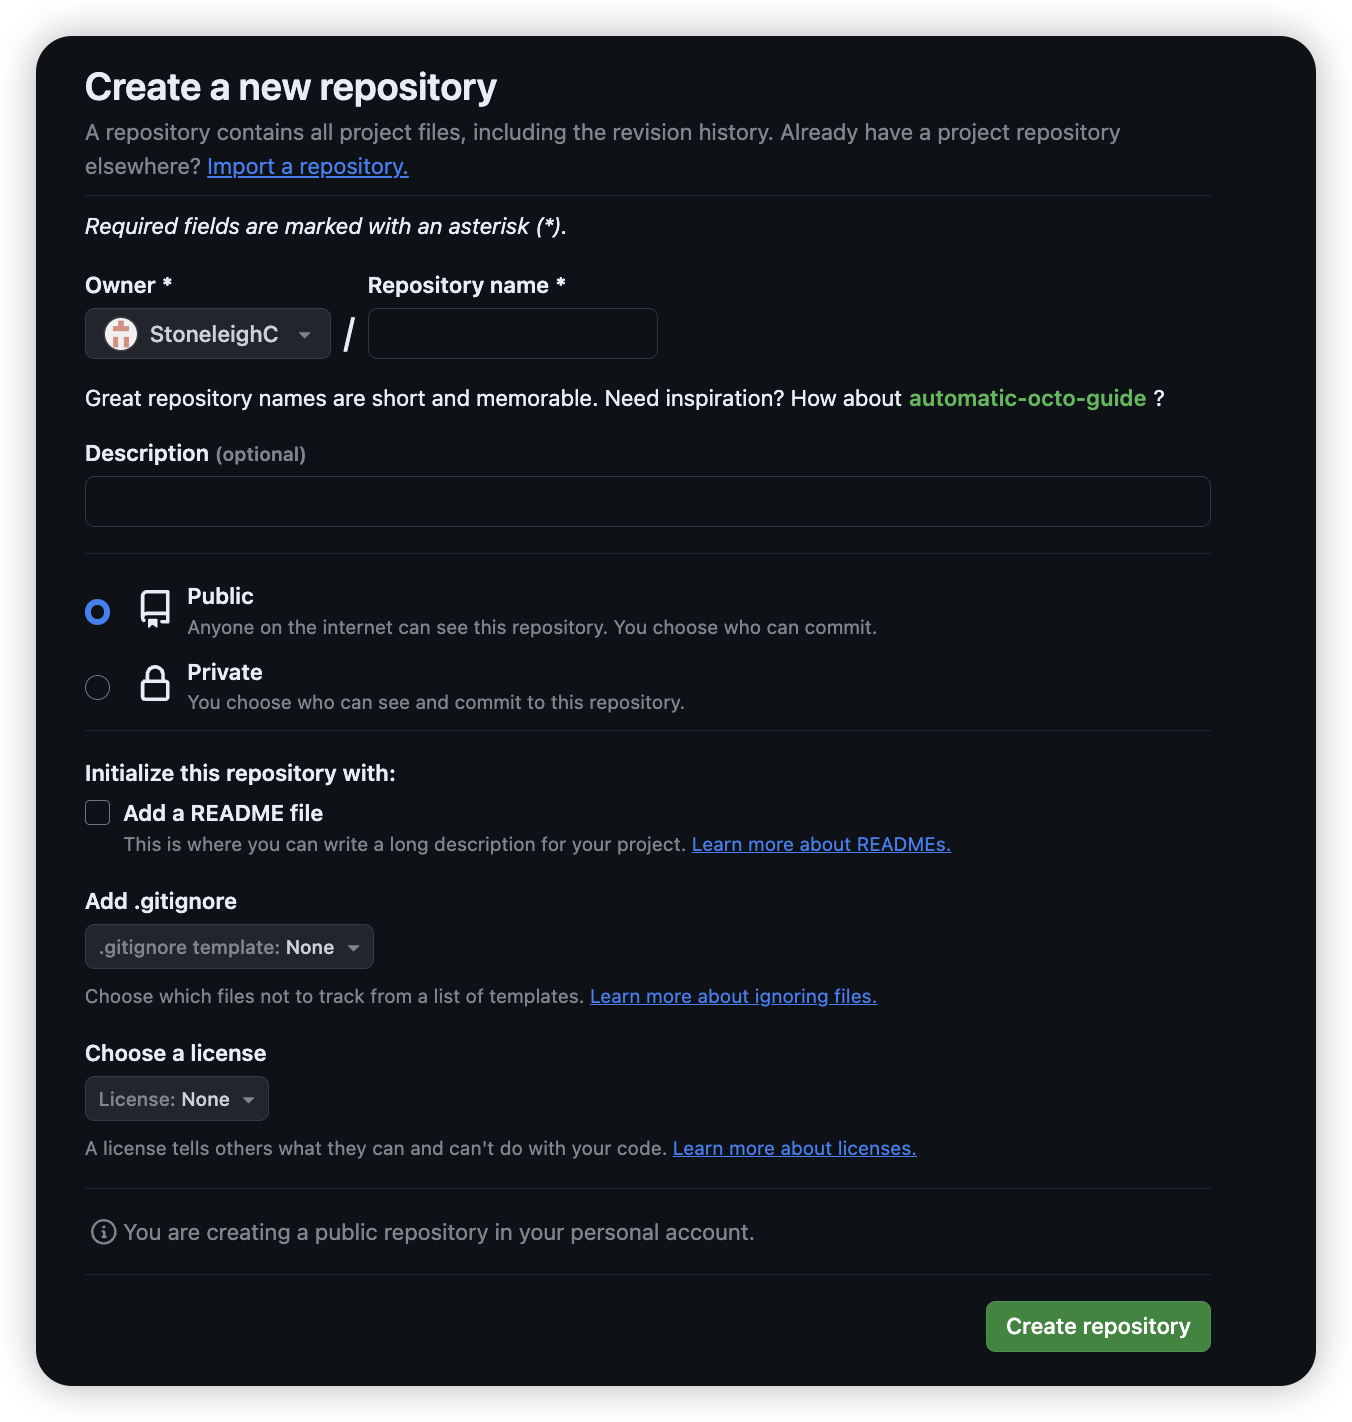 Create a new repository
A repository contains all project files, including the revision history. Already have a project repository
elsewhere? Import a repository.
Required fields are marked with an asterisk (*).
Owner *
Repository name *
StoneleighC
/
Great repository names are short and memorable. Need inspiration? How about automatic-octo-guide ?
Description (optional)
Public
Anyone on the internet can see this repository. You choose who can commit.
Private
You choose who can see and commit to this repository.
Initialize this repository with:
Add a README file
This is where you can write a long description for your project. Learn more about READMEs.
Add .gitignore
.gitignore template: None
Choose which files not to track from a list of templates. Learn more about ignoring files.
Choose a license
License: None
A license tells others what they can and can't do with your code. Learn more about licenses.
You are creating a public repository in your personal account.
Create repository